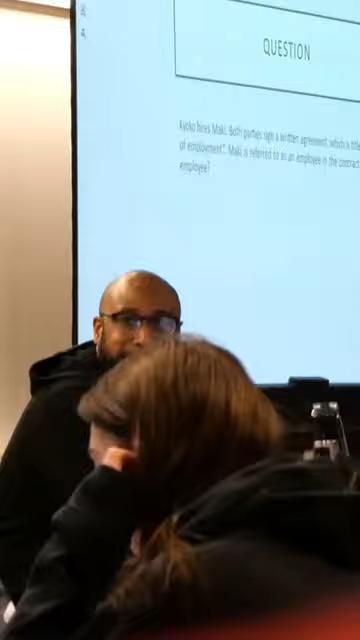 QUESTION
Kyoko hires Maki. Both parties sign a written agreement, which is title
of employment". Maki is referred to as an employee in the contract
employee?